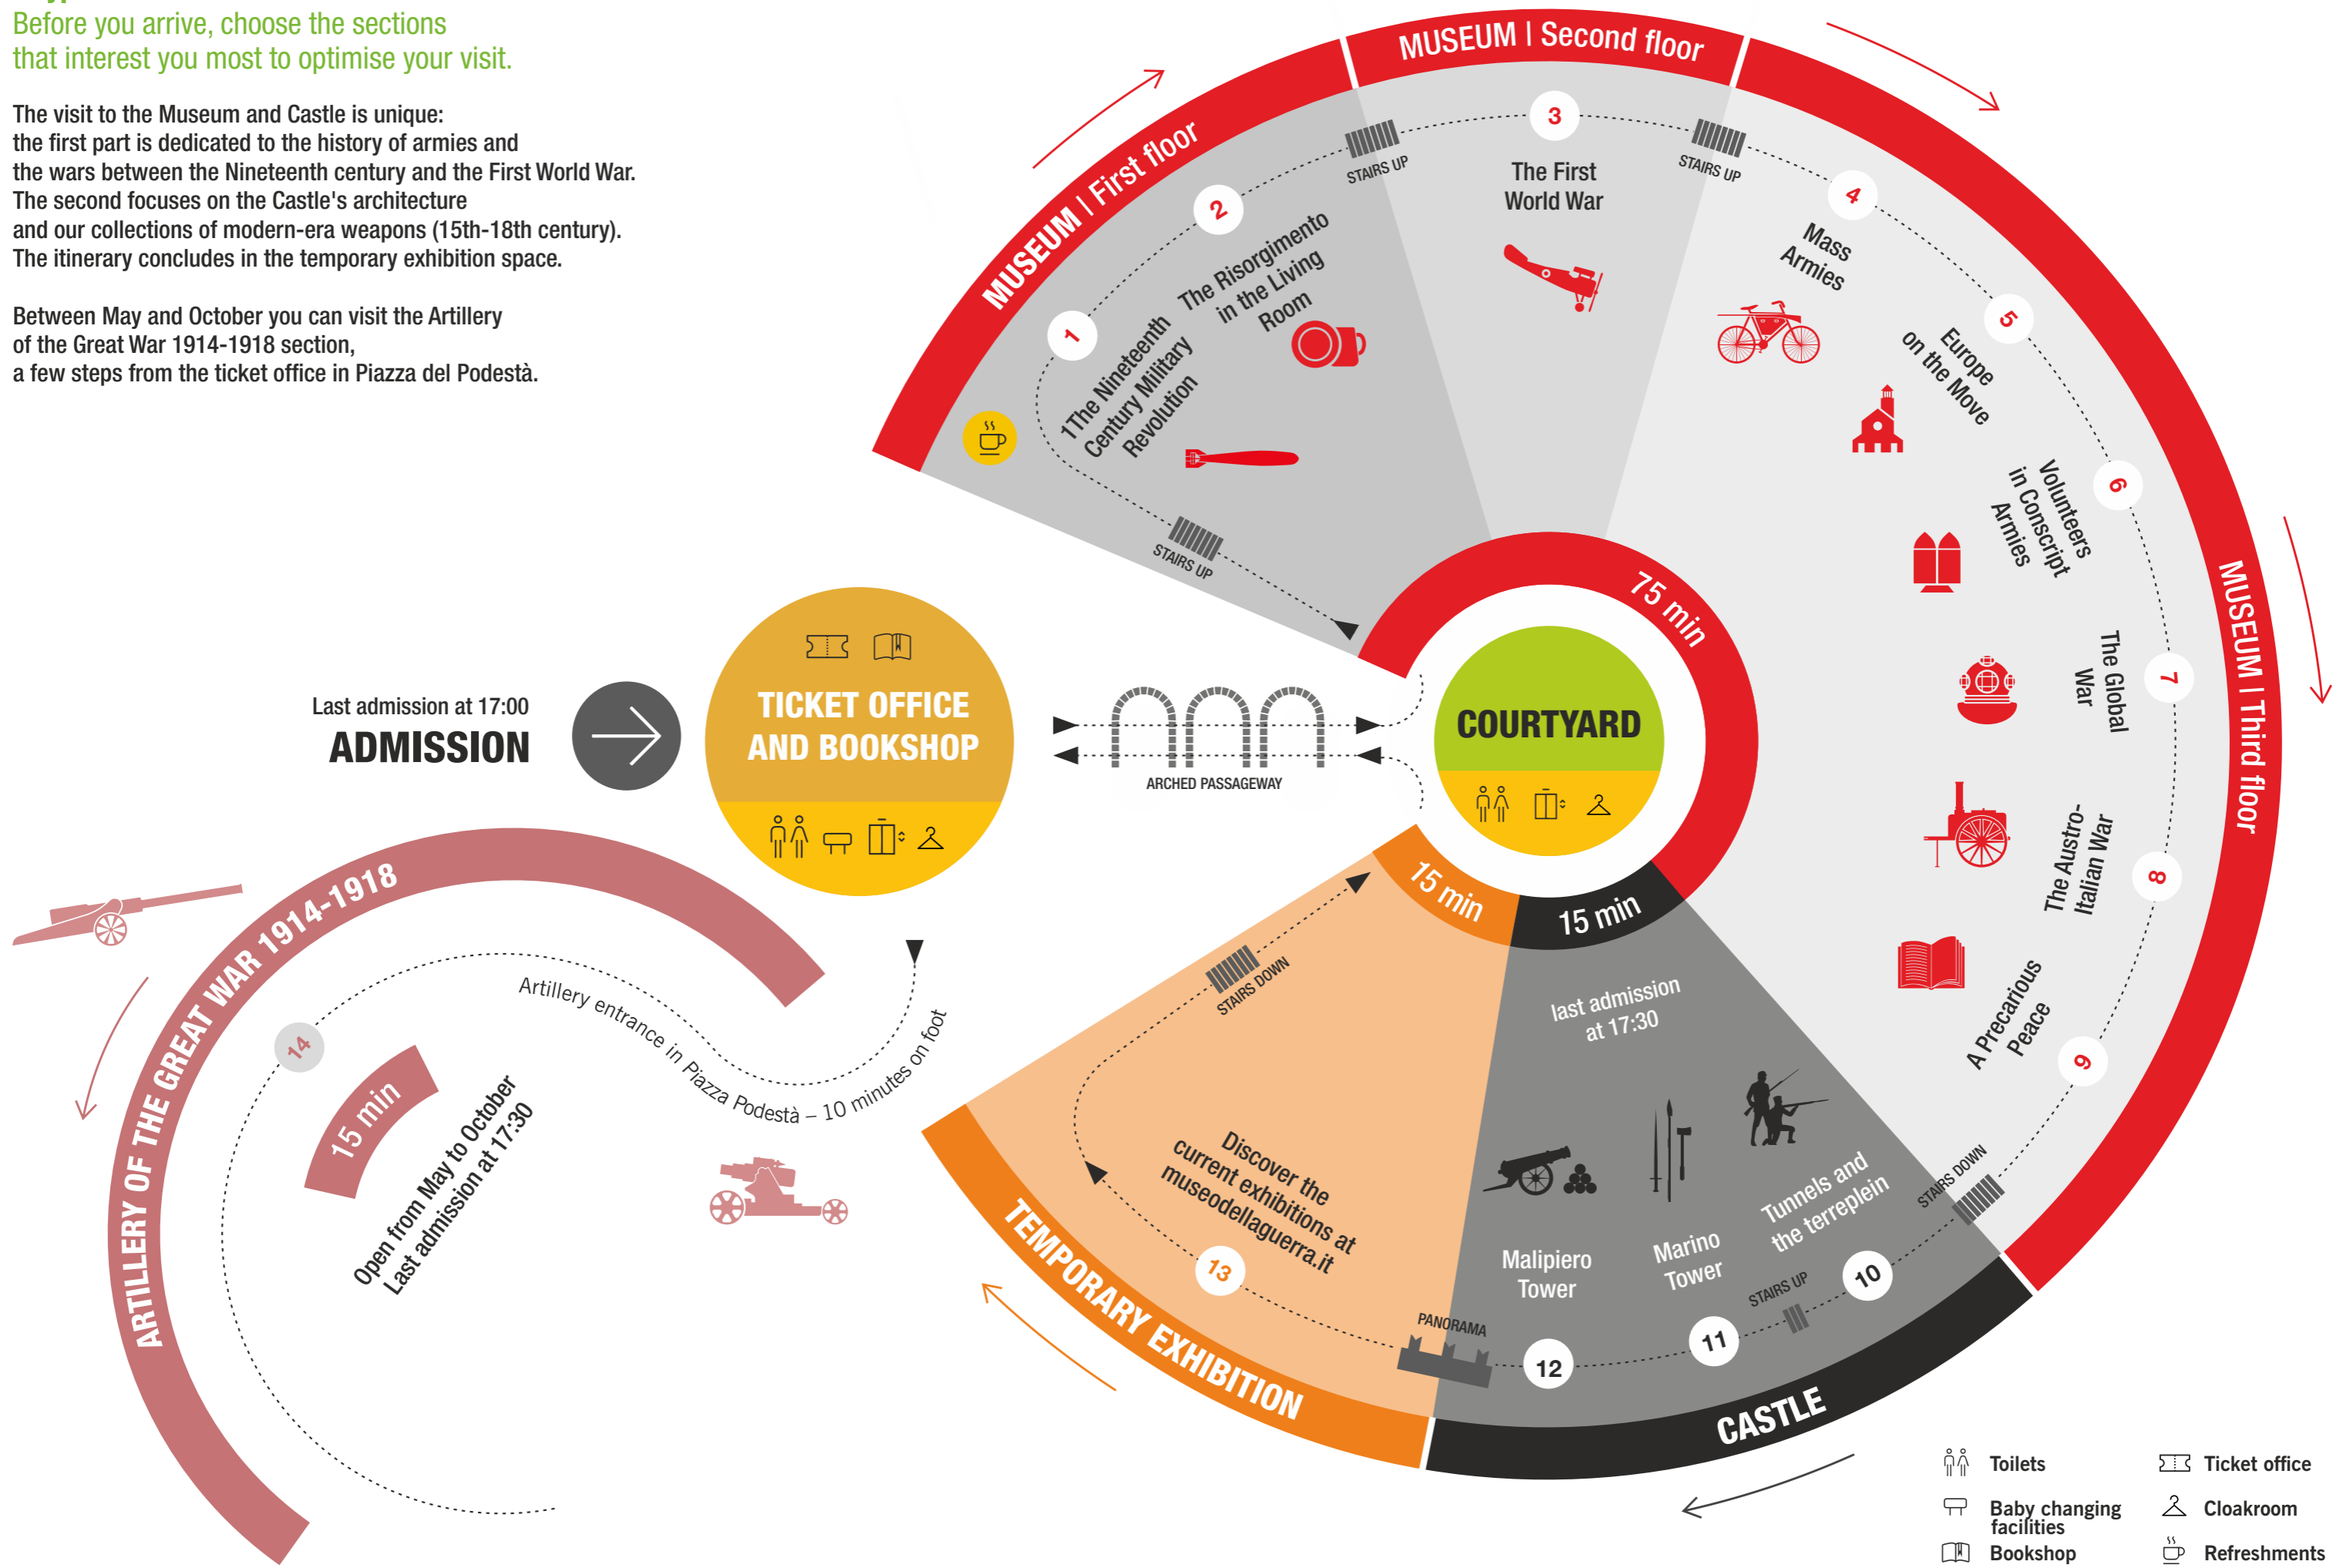 Before you arrive, choose the sections
that interest you most to optimise your visit.
The visit to the Museum and Castle is unique:
the first part is dedicated to the history of armies and
the wars between the Nineteenth century and the First World War.
The second focuses on the Castle's architecture
and our collections of modern-era weapons (15th-18th century).
The itinerary concludes in the temporary exhibition space.
Between May and October you can visit the Artillery
of the Great War 1914-1918 section,
a few steps from the ticket office in Piazza del Podestà.
MUSEUM | First floor
1
1The Nineteenth
Century Military
Revolution
2
The Risorgimento
in the Living
Room
STAIRS UP
STAIRS UP
MUSEUM | Second floor
3
The First
World War
STAIRS UP
MUSEUM | Third floor
4
Mass
Armies
5
Europe
on the Move
6
Volunteers
in Conscript
Armies
7
The Global
War
8
The Austro-
Italian War
9
A Precarious
Peace
75 min
Last admission at 17:00
ADMISSION
TICKET OFFICE
AND BOOKSHOP
ARCHED PASSAGEWAY
COURTYARD
15 min
15 min
STAIRS DOWN
last admission
at 17:30
CASTLE
10
Tunnels and
the terreplein
STAIRS UP
11
Marino
Tower
12
Malipiero
Tower
PANORAMA
TEMPORARY EXHIBITION
13
Discover the
current exhibitions at
museodellaguerra.it
STAIRS DOWN
ARTILLERY OF THE GREAT WAR 1914-1918
14
15 min
Open from May to October
Last admission at 17:30
Artillery entrance in Piazza Podestà – 10 minutes on foot
Toilets
Ticket office
Baby changing
facilities
Cloakroom
Bookshop
Refreshments